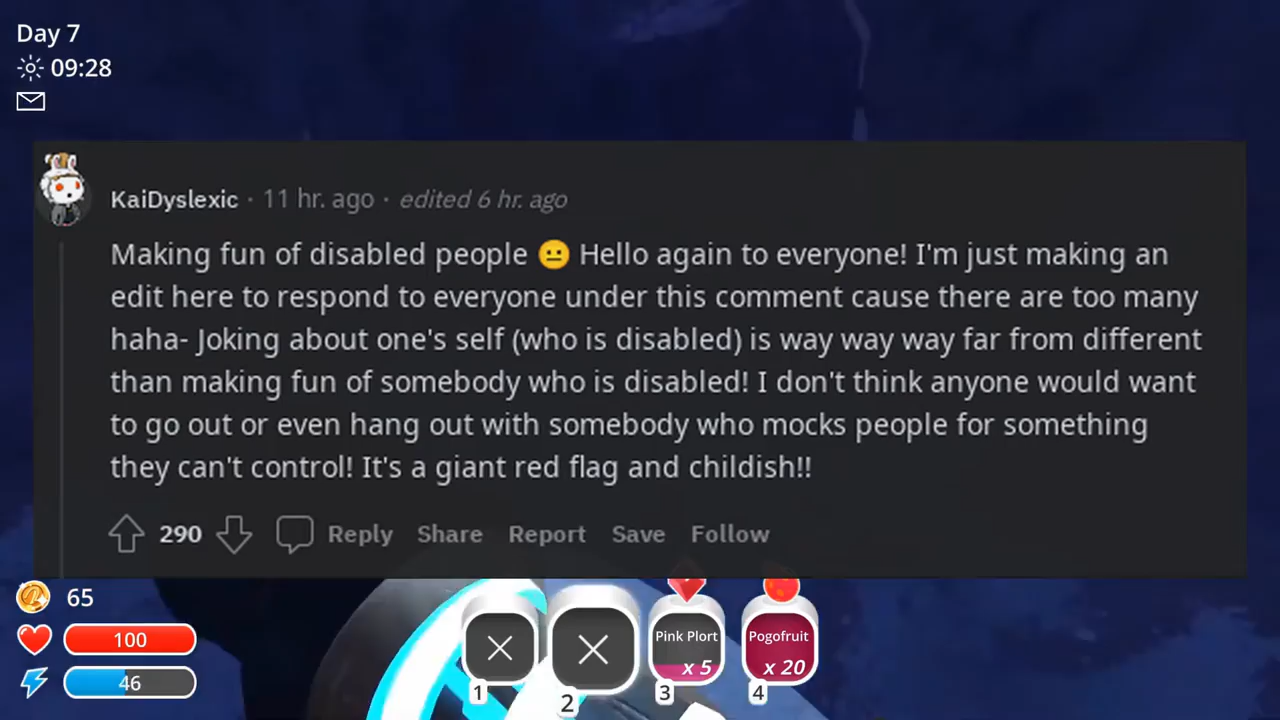 Day 7
09:28
KaiDyslexic · 11 hr. ago · edited 6 hr. ago
Making fun of disabled people 😐 Hello again to everyone! I'm just making an
edit here to respond to everyone under this comment cause there are too many
haha- Joking about one's self (who is disabled) is way way way far from different
than making fun of somebody who is disabled! I don't think anyone would want
to go out or even hang out with somebody who mocks people for something
they can't control! It's a giant red flag and childish!!
290 Reply Share Report Save Follow
65
100
46
Pink Plort
x 5
Pogofruit
x 20
1
2
3
4